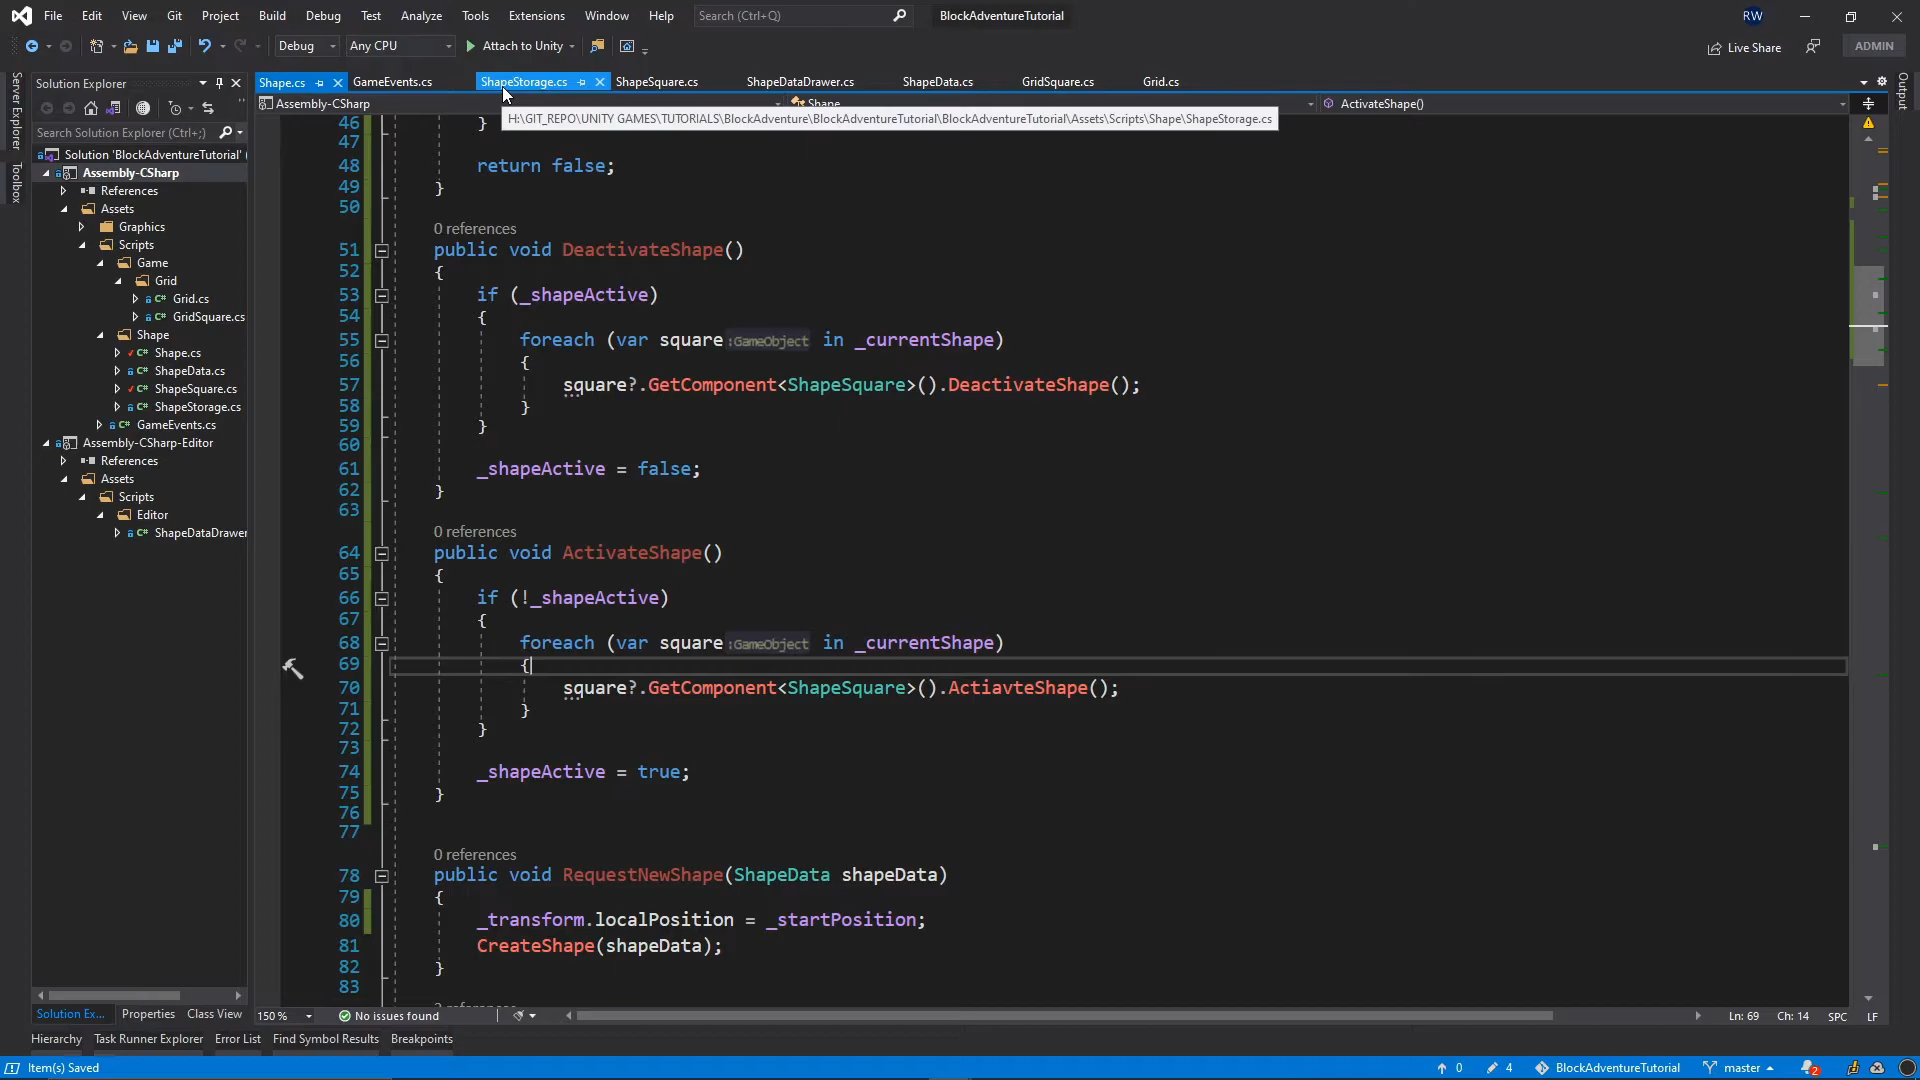 File Edit View Git Project Build Debug Test Analyze Tools Extensions Window Help Search (Ctrl+Q) BlockAdventureTutorial RW
Debug Any CPU Attach to Unity Live Share ADMIN
Solution Explorer
Shape.cs GameEvents.cs ShapeStorage.cs ShapeSquare.cs ShapeDataDrawer.cs ShapeData.cs GridSquare.cs Grid.cs
Assembly-CSharp Shape ActivateShape()
H:\GIT_REPO\UNITY GAMES\TUTORIALS\BlockAdventure\BlockAdventureTutorial\BlockAdventureTutorial\Assets\Scripts\Shape\ShapeStorage.cs
Server Explorer
Toolbox
Output
Search Solution Explorer (Ctrl+;)
Solution 'BlockAdventureTutorial' (
Assembly-CSharp
References
Assets
Graphics
Scripts
Game
Grid
Grid.cs
GridSquare.cs
Shape
Shape.cs
ShapeData.cs
ShapeSquare.cs
ShapeStorage.cs
GameEvents.cs
Assembly-CSharp-Editor
References
Assets
Scripts
Editor
ShapeDataDrawer
46 }
47
48 return false;
49 }
50
0 references
51 public void DeactivateShape()
52 {
53 if (_shapeActive)
54 {
55 foreach (var square:GameObject in _currentShape)
56 {
57 square?.GetComponent<ShapeSquare>().DeactivateShape();
58 }
59 }
60
61 _shapeActive = false;
62 }
63
0 references
64 public void ActivateShape()
65 {
66 if (!_shapeActive)
67 {
68 foreach (var square:GameObject in _currentShape)
69 {
70 square?.GetComponent<ShapeSquare>().ActiavteShape();
71 }
72 }
73
74 _shapeActive = true;
75 }
76
77
0 references
78 public void RequestNewShape(ShapeData shapeData)
79 {
80 _transform.localPosition = _startPosition;
81 CreateShape(shapeData);
82 }
83
Solution Ex... Properties Class View 150 % No issues found Ln: 69 Ch: 14 SPC LF
Hierarchy Task Runner Explorer Error List Find Symbol Results Breakpoints
Item(s) Saved 0 4 BlockAdventureTutorial master 2